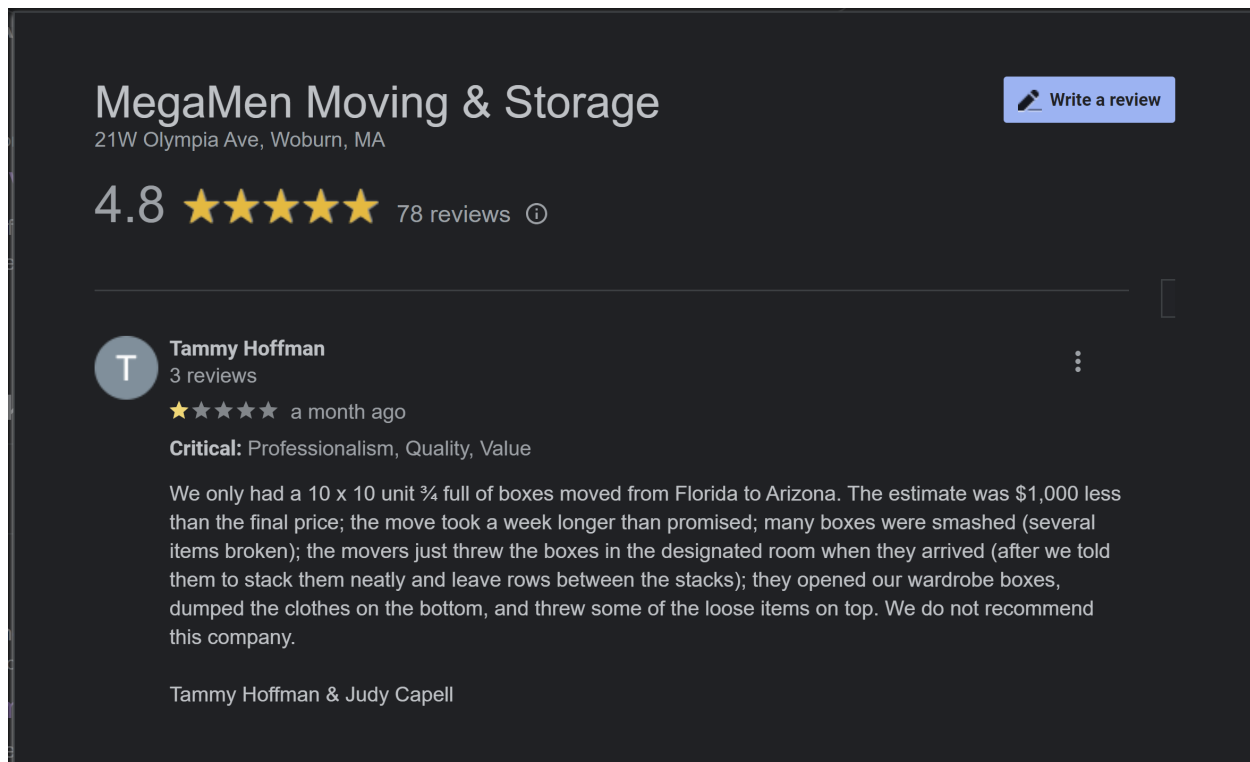 MegaMen Moving & Storage
Write a review
21W Olympia Ave, Woburn, MA
4.8
78 reviews
T
Tammy Hoffman
3 reviews
a month ago
Critical: Professionalism, Quality, Value
We only had a 10 x 10 unit ¾ full of boxes moved from Florida to Arizona. The estimate was $1,000 less
than the final price; the move took a week longer than promised; many boxes were smashed (several
items broken); the movers just threw the boxes in the designated room when they arrived (after we told
them to stack them neatly and leave rows between the stacks); they opened our wardrobe boxes,
dumped the clothes on the bottom, and threw some of the loose items on top. We do not recommend
this company.
Tammy Hoffman & Judy Capell